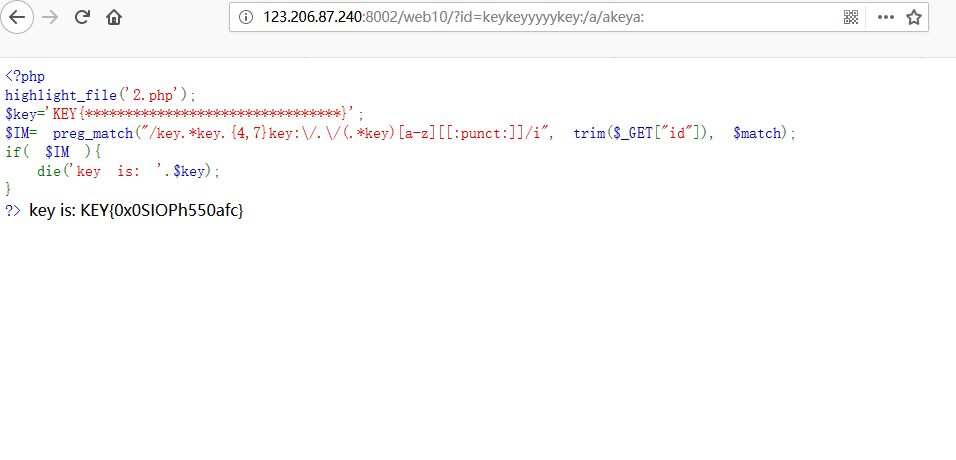 123.206.87.240:8002/web10/?id=keykeyyyyykey:/a/akeya:
<?php
highlight_file('2.php');
$key='KEY{********************************}';
$IM= preg_match("/key.*key.{4,7}key:\/.\/(.*key)[a-z][[:punct:]]/i", trim($_GET["id"]), $match);
if( $IM ){
    die('key is: '.$key);
}
?> key is: KEY{0x0SIOPh550afc}